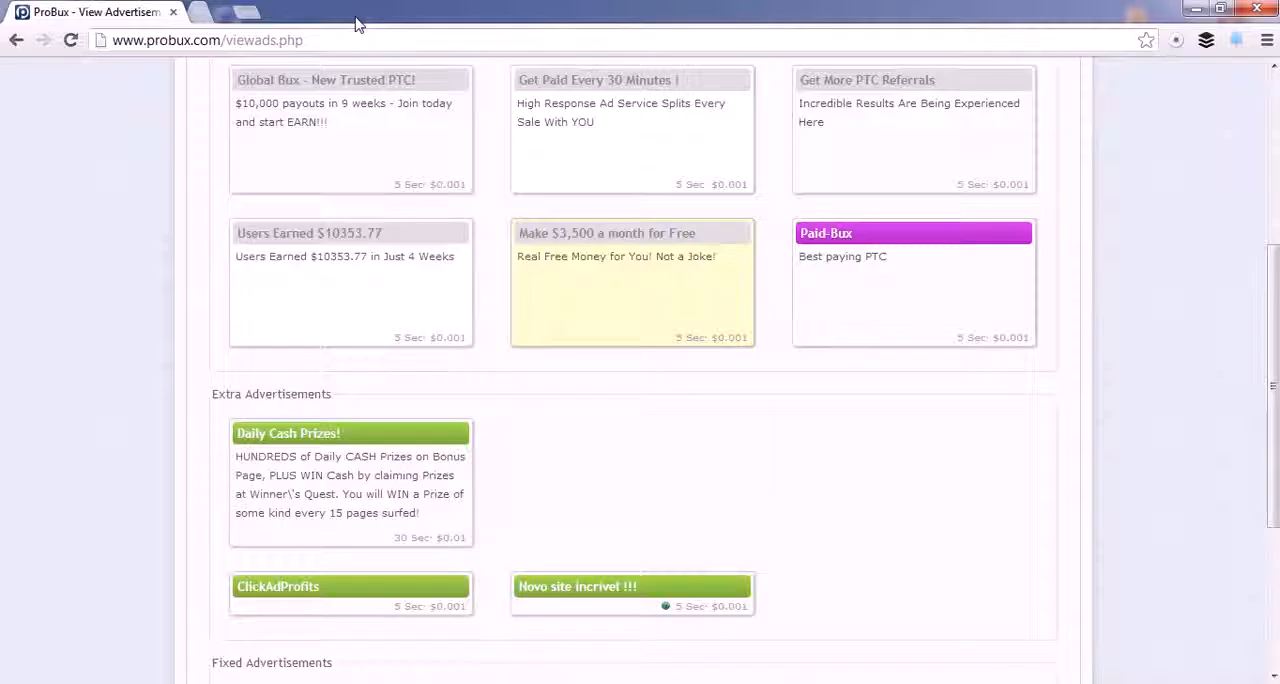 ProBux - View Advertisem
www.probux.com/viewads.php
Global Bux - New Trusted PTC!
$10,000 payouts in 9 weeks - Join today
and start EARN!!!
5 Sec· $0.001
Get Paid Every 30 Minutes !
High Response Ad Service Splits Every
Sale With YOU
5 Sec· $0.001
Get More PTC Referrals
Incredible Results Are Being Experienced
Here
5 Sec· $0.001
Users Earned $10353.77
Users Earned $10353.77 in Just 4 Weeks
5 Sec· $0.001
Make $3,500 a month for Free
Real Free Money for You! Not a Joke!
5 Sec· $0.001
Paid-Bux
Best paying PTC
5 Sec· $0.001
Extra Advertisements
Daily Cash Prizes!
HUNDREDS of Daily CASH Prizes on Bonus
Page, PLUS WIN Cash by claiming Prizes
at Winner\'s Quest. You will WIN a Prize of
some kind every 15 pages surfed!
30 Sec· $0.01
ClickAdProfits
5 Sec· $0.001
Novo site incrivel !!!
5 Sec· $0.001
Fixed Advertisements